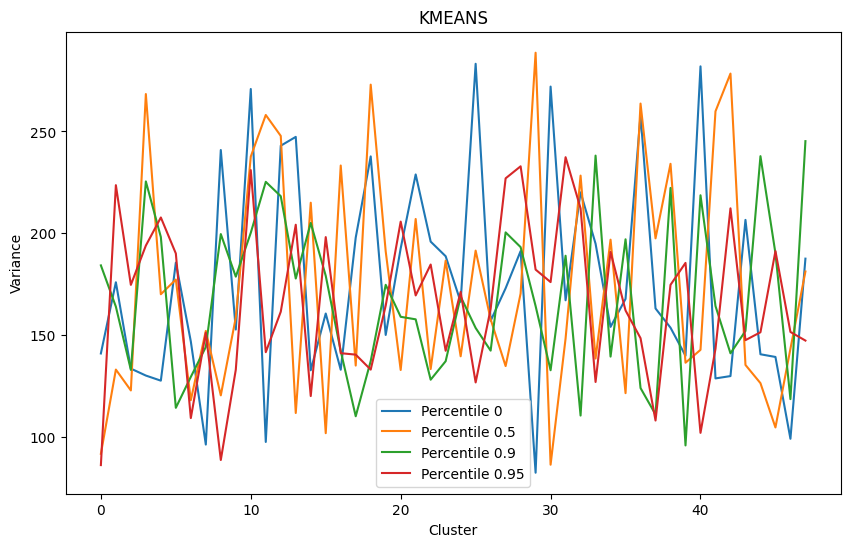 KMEANS
Variance
250
200
150
100
Percentile 0
Percentile 0.5
Percentile 0.9
Percentile 0.95
0
10
20
30
40
Cluster